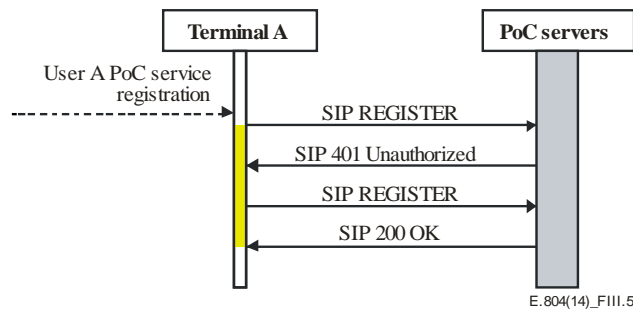 Terminal A
PoC servers
User A PoC service
registration
SIP REGISTER
SIP 401 Unauthorized
SIP REGISTER
SIP 200 OK
E.804(14)_FIII.5